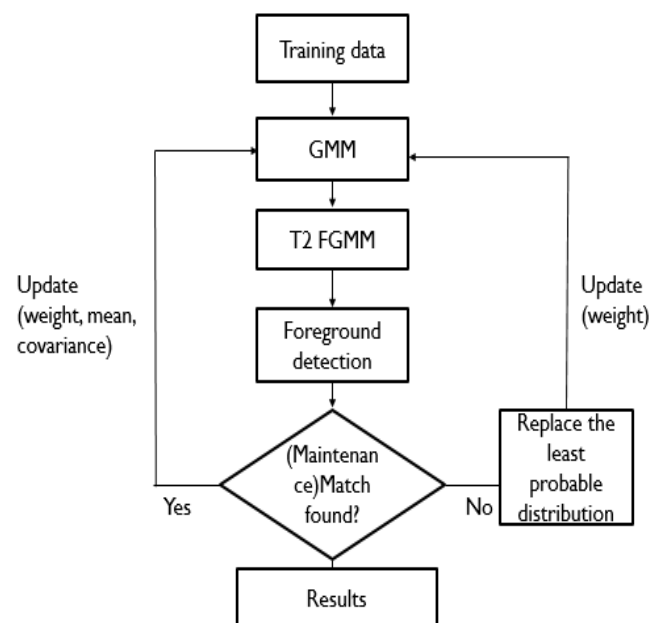 Training data
GMM
T2 FGMM
Update
(weight, mean,
covariance)
Update
(weight)
Foreground
detection
(Maintenan
ce)Match
found?
Replace the
least
probable
distribution
Yes
No
Results